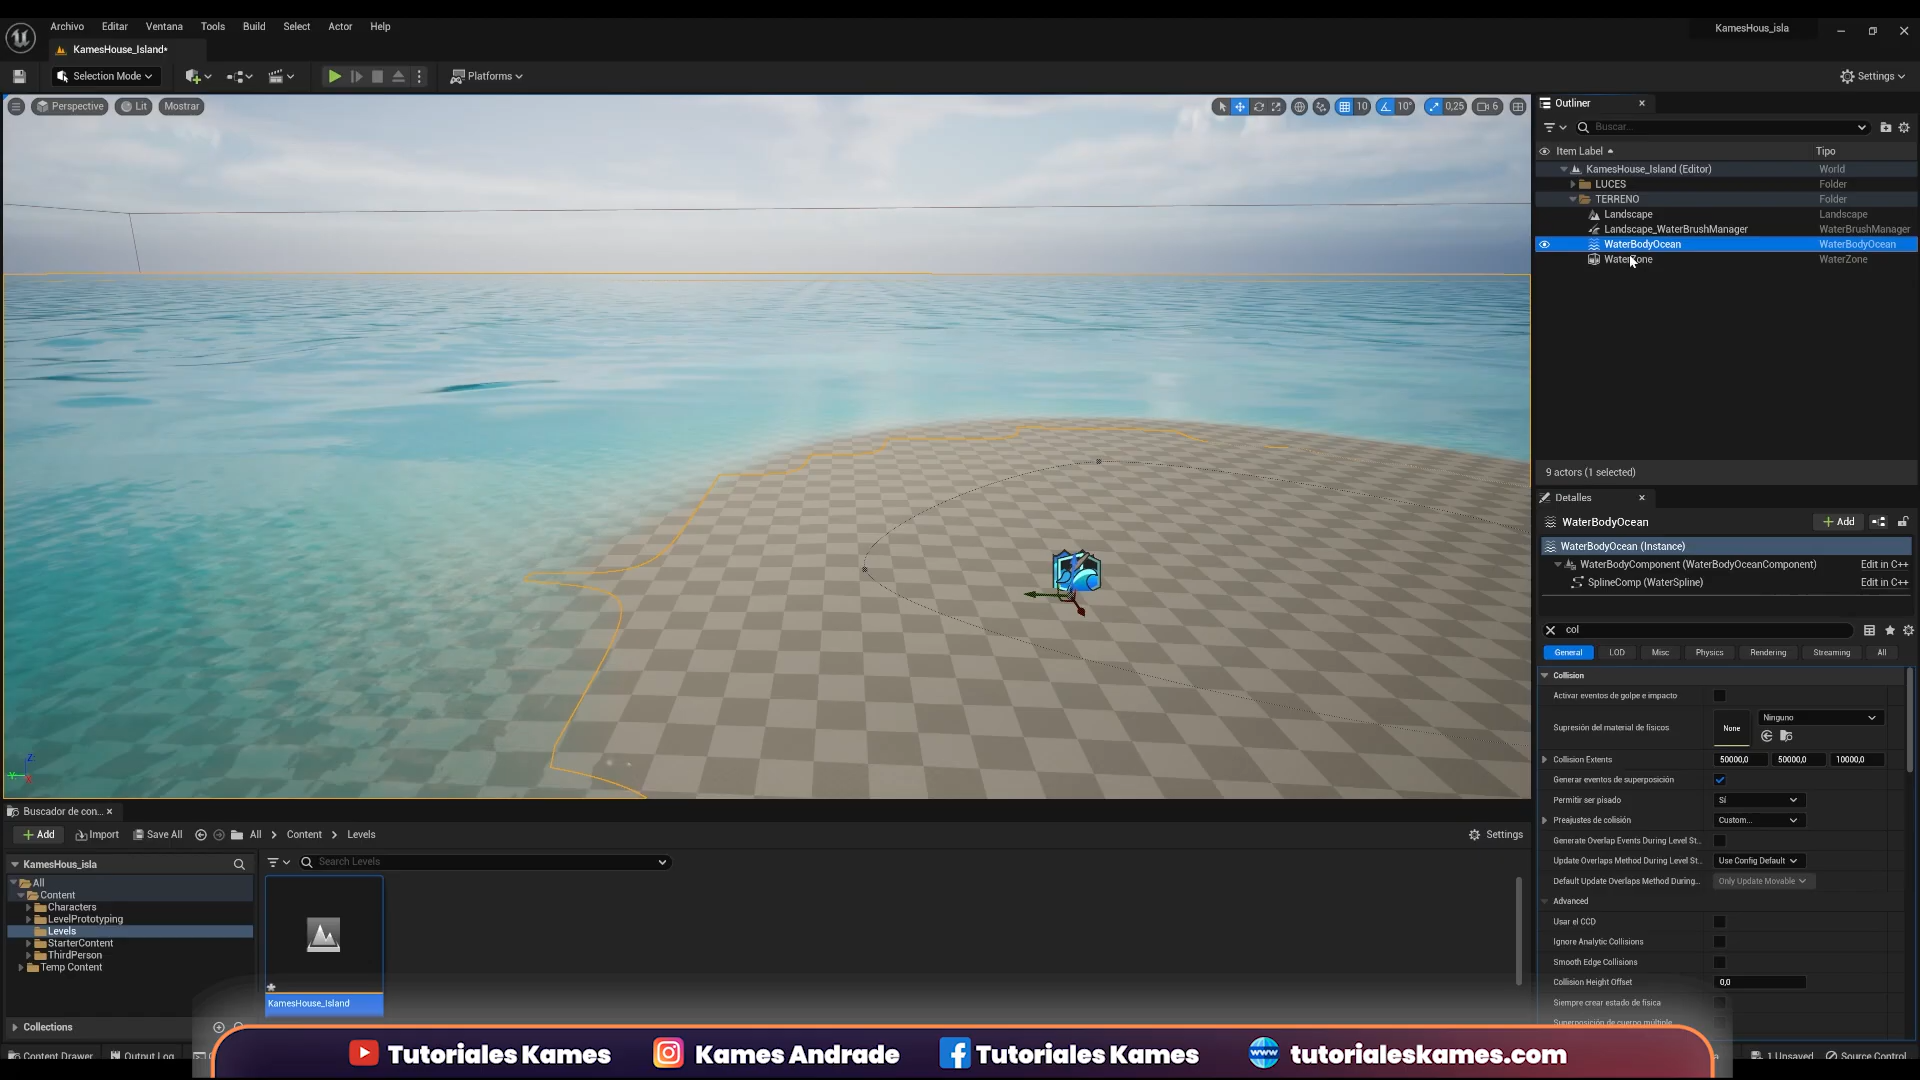 Archivo Editar Ventana Tools Build Select Actor Help
KamesHous_isla
KamesHouse_Island*
Selection Mode
Platforms
Settings
Perspective Lit Mostrar
10 10° 0,25 6
Outliner
Buscar...
Item Label Tipo
KamesHouse_Island (Editor) World
LUCES Folder
TERRENO Folder
Landscape Landscape
Landscape_WaterBrushManager WaterBrushManager
WaterBodyOcean WaterBodyOcean
WaterZone WaterZone
9 actors (1 selected)
Detalles
WaterBodyOcean
Add
WaterBodyOcean (Instance)
WaterBodyComponent (WaterBodyOceanComponent) Edit in C++
SplineComp (WaterSpline) Edit in C++
col
General LOD Misc Physics Rendering Streaming All
Collision
Activar eventos de golpe e impacto
Supresión del material de físicos None Ninguno
Collision Extents 50000,0 50000,0 10000,0
Generar eventos de superposición
Permitir ser pisado Sí
Preajustes de colisión Custom...
Generate Overlap Events During Level St...
Update Overlaps Method During Level St... Use Config Default
Default Update Overlaps Method During... Only Update Movable
Advanced
Usar el CCD
Ignore Analytic Collisions
Smooth Edge Collisions
Collision Height Offset 0,0
Siempre crear estado de física
Superposición de cuerpo múltiple
Z
Y
X
Buscador de con...
Add Import Save All All Content Levels Settings
KamesHous_isla
Search Levels
All
Content
Characters
LevelPrototyping
Levels
StarterContent
ThirdPerson
Temp Content
KamesHouse_Island
Collections
Content Drawer Output Log
1 Unsaved Source Control
Tutoriales Kames Kames Andrade Tutoriales Kames www tutorialeskames.com